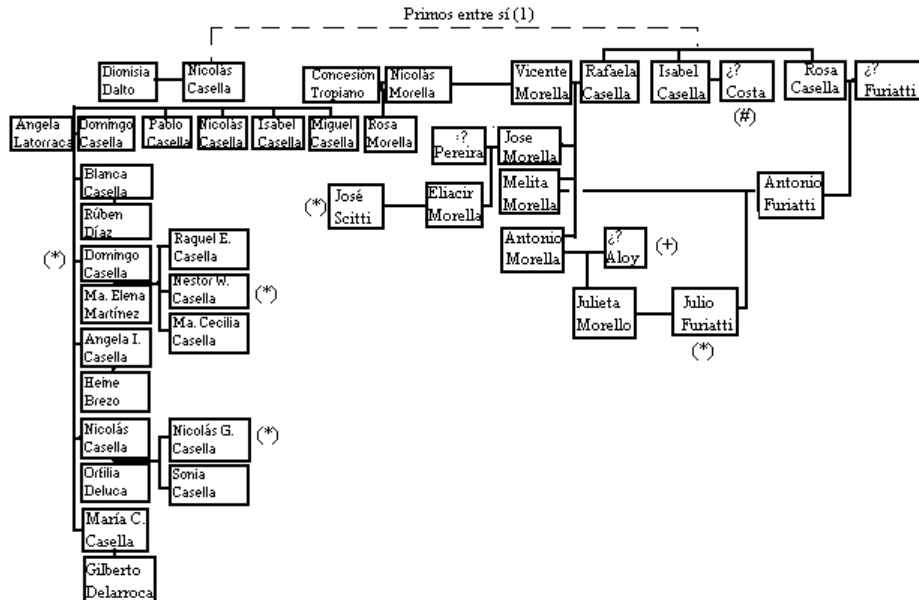 Primos entre sí (1)
Dionisia
Dalto
Nicolás
Casella
Concesión
Tropiano
Nicolás
Morella
Vicente
Morella
Rafaela
Casella
Isabel
Casella
¿?
Costa
Rosa
Casella
¿?
Furiatti
(#)
Angela
Latorraca
Domingo
Casella
Pablo
Casella
Nicolás
Casella
Isabel
Casella
Miguel
Casella
Rosa
Morella
:?
Pereira
Jose
Morella
Blanca
Casella
(*)
José
Scitti
Eliacir
Morella
Melita
Morella
Antonio
Furiatti
Rúben
Díaz
(*)
Domingo
Casella
Raquel E.
Casella
Antonio
Morella
¿?
Aloy
(+)
Ma. Elena
Martínez
Nestor W.
Casella
(*)
Julieta
Morello
Julio
Furiatti
(*)
Ma. Cecilia
Casella
Angela I.
Casella
Heine
Brezo
Nicolás
Casella
Nicolás G.
Casella
(*)
Ortilia
Deluca
Sonia
Casella
María C.
Casella
Gilberto
Delarroca